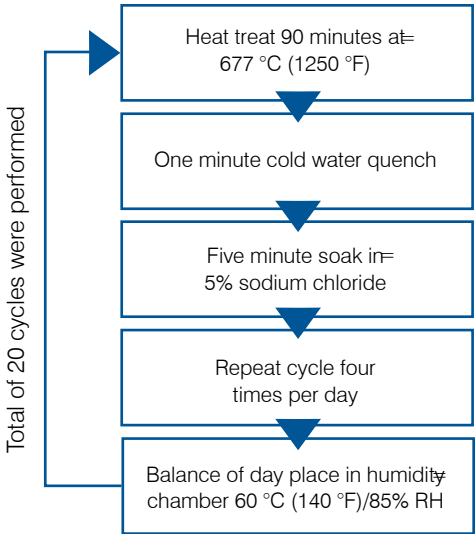 Heat treat 90 minutes at=
677 °C (1250 °F)
One minute cold water quench
Five minute soak in=
5% sodium chloride
Repeat cycle four
times per day
Balance of day place in humidity=
chamber 60 °C (140 °F)/85% RH
Total of 20 cycles were performed